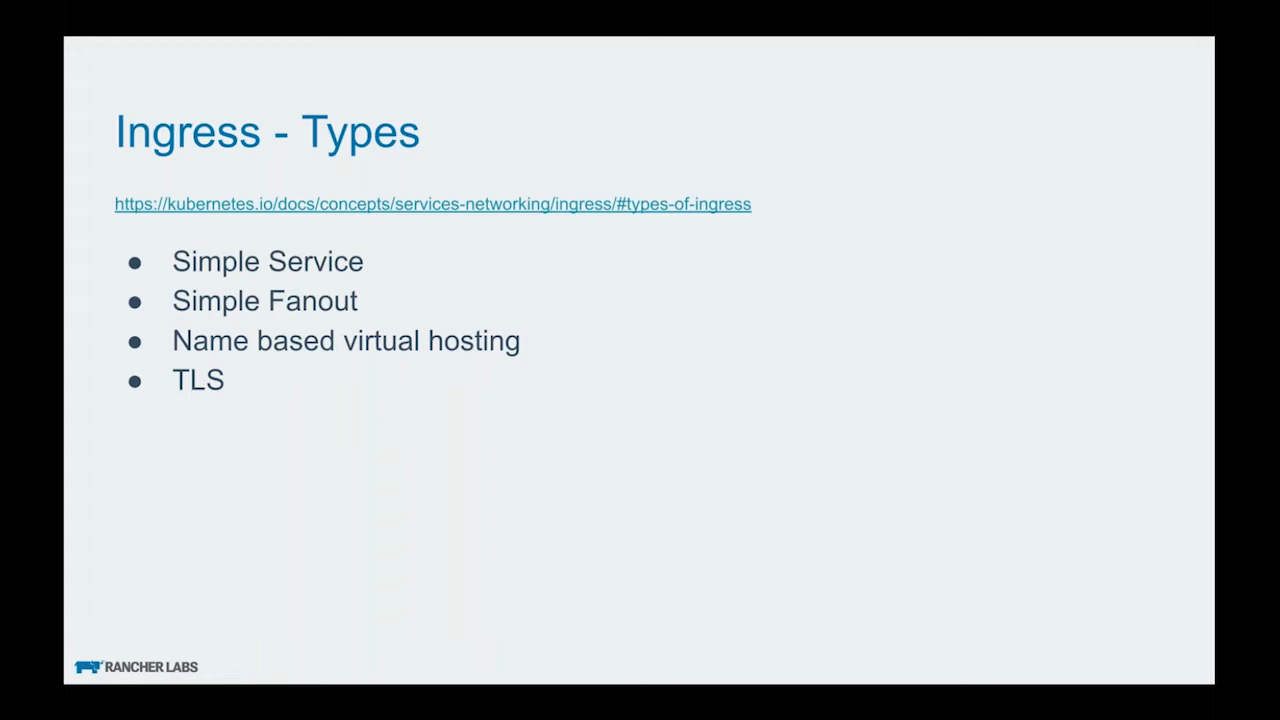 Ingress - Types
https://kubernetes.io/docs/concepts/services-networking/ingress/#types-of-ingress
● Simple Service
● Simple Fanout
● Name based virtual hosting
● TLS
RANCHER LABS